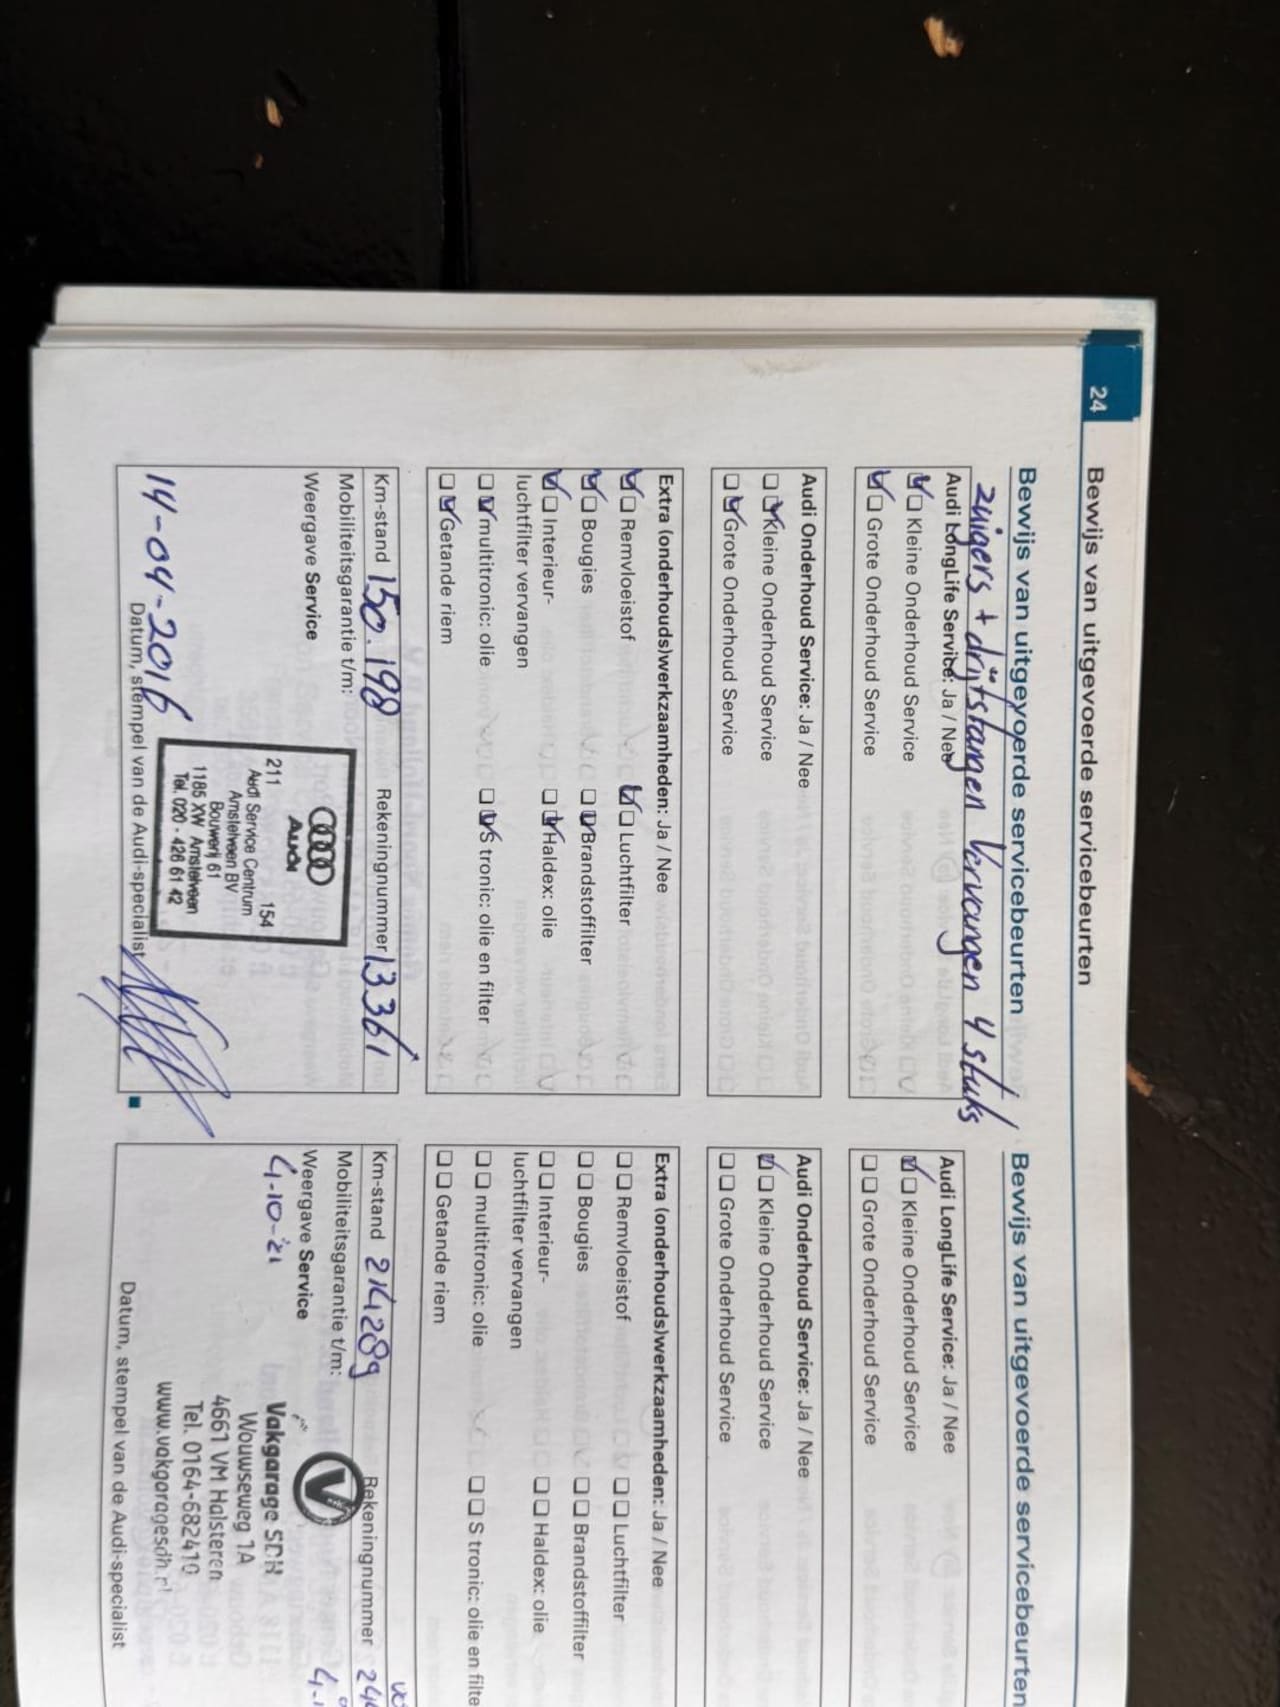 24
Bewijs van uitgevoerde servicebeurten
Bewijs van uitgevoerde servicebeurten
zuigers + drijfstangen vervangen 4 stuks
Audi LongLife Service: Ja / Nee
Kleine Onderhoud Service
Grote Onderhoud Service
Audi Onderhoud Service: Ja / Nee
Kleine Onderhoud Service
Grote Onderhoud Service
Extra (onderhouds)werkzaamheden: Ja / Nee
Remvloeistof Luchtfilter
Bougies Brandstoffilter
Interieur- Haldex: olie
luchtfilter vervangen
multitronic: olie S tronic: olie en filter
Getande riem
Km-stand 150.198 Rekeningnummer 13361
Mobiliteitsgarantie t/m:
Weergave Service
AUDI
211 154
Audi Service Centrum
Amstelveen BV
Bouwerij 61
1185 XW Amstelveen
Tel. 020 - 426 61 42
14-04-2016
Datum, stempel van de Audi-specialist
Bewijs van uitgevoerde servicebeurten
Audi LongLife Service: Ja / Nee
Kleine Onderhoud Service
Grote Onderhoud Service
Audi Onderhoud Service: Ja / Nee
Kleine Onderhoud Service
Grote Onderhoud Service
Extra (onderhouds)werkzaamheden: Ja / Nee
Remvloeistof Luchtfilter
Bougies Brandstoffilter
Interieur- Haldex: olie
luchtfilter vervangen
multitronic: olie S tronic: olie en filte
Getande riem
Km-stand 214289 Rekeningnummer
Mobiliteitsgarantie t/m:
Weergave Service
4-10-'21
V
Vakgarage SDH
Wouwseweg 1A
4661 VM Halsteren
Tel. 0164-682410
www.vakgaragesdh.nl
Datum, stempel van de Audi-specialist